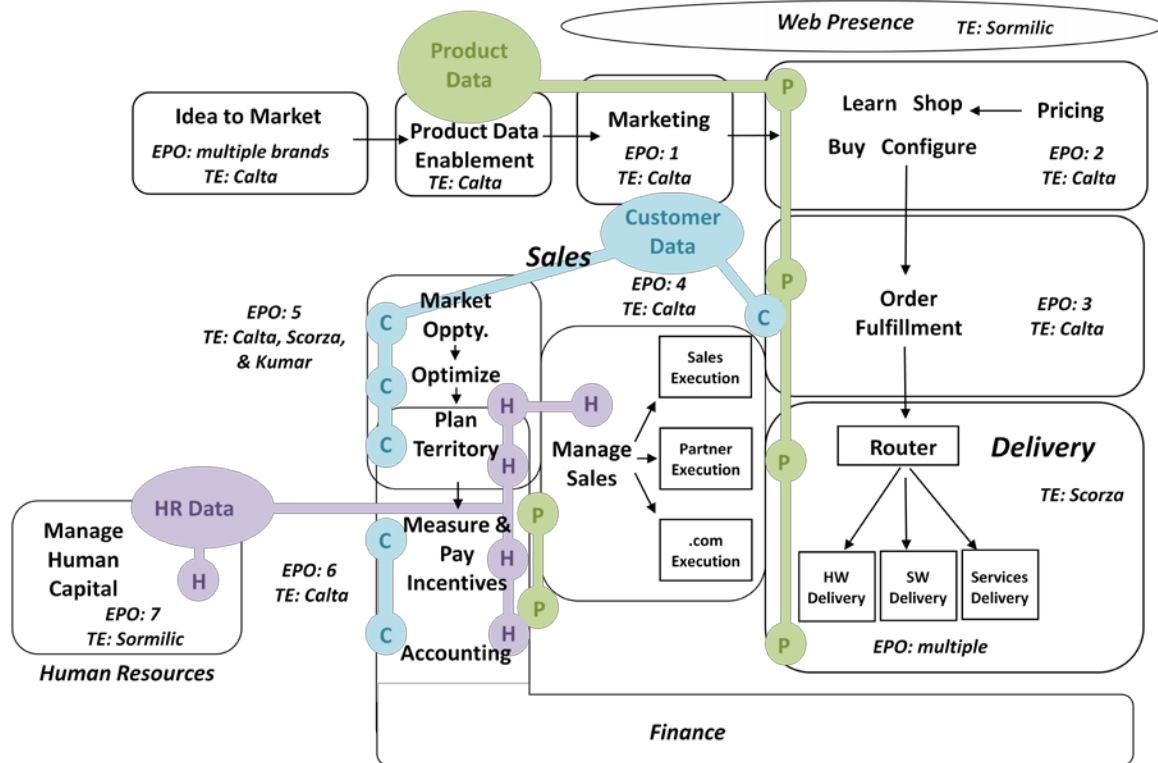 Web Presence
TE: Sormilic
Product
Data
Idea to Market
EPO: multiple brands
TE: Calta
Product Data
Enablement
TE: Calta
Marketing
EPO: 1
TE: Calta
P
Learn Shop
Pricing
Buy Configure
EPO: 2
TE: Calta
Customer
Data
Sales
EPO: 4
TE: Calta
EPO: 5
TE: Calta, Scorza,
& Kumar
C
Market
Oppty.
C
Optimize
C
Plan
Territory
H
H
H
P
C
Order
Fulfillment
EPO: 3
TE: Calta
Manage
Sales
Sales
Execution
Partner
Execution
.com
Execution
P
Router
Delivery
TE: Scorza
HW
Delivery
SW
Delivery
Services
Delivery
EPO: multiple
P
HR Data
Manage
Human
Capital
H
EPO: 7
TE: Sormilic
Human Resources
EPO: 6
TE: Calta
C
Measure &
Pay
Incentives
H
P
P
C
Accounting
H
Finance